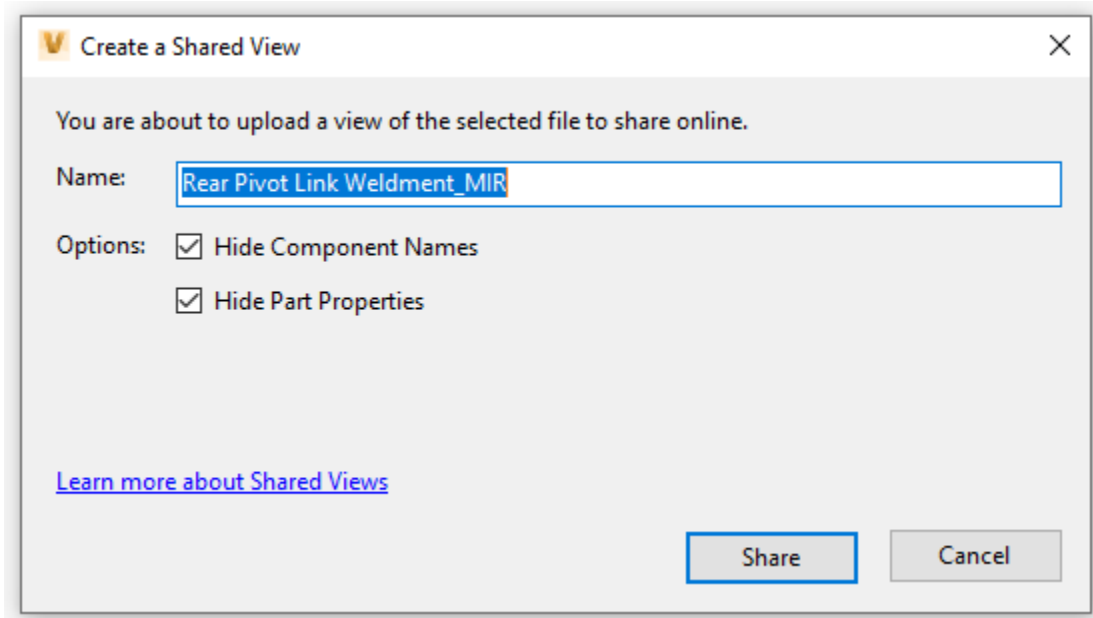 Create a Shared View
You are about to upload a view of the selected file to share online.
Name: Rear Pivot Link Weldment_MIR
Options: Hide Component Names
Hide Part Properties
Learn more about Shared Views
Share Cancel